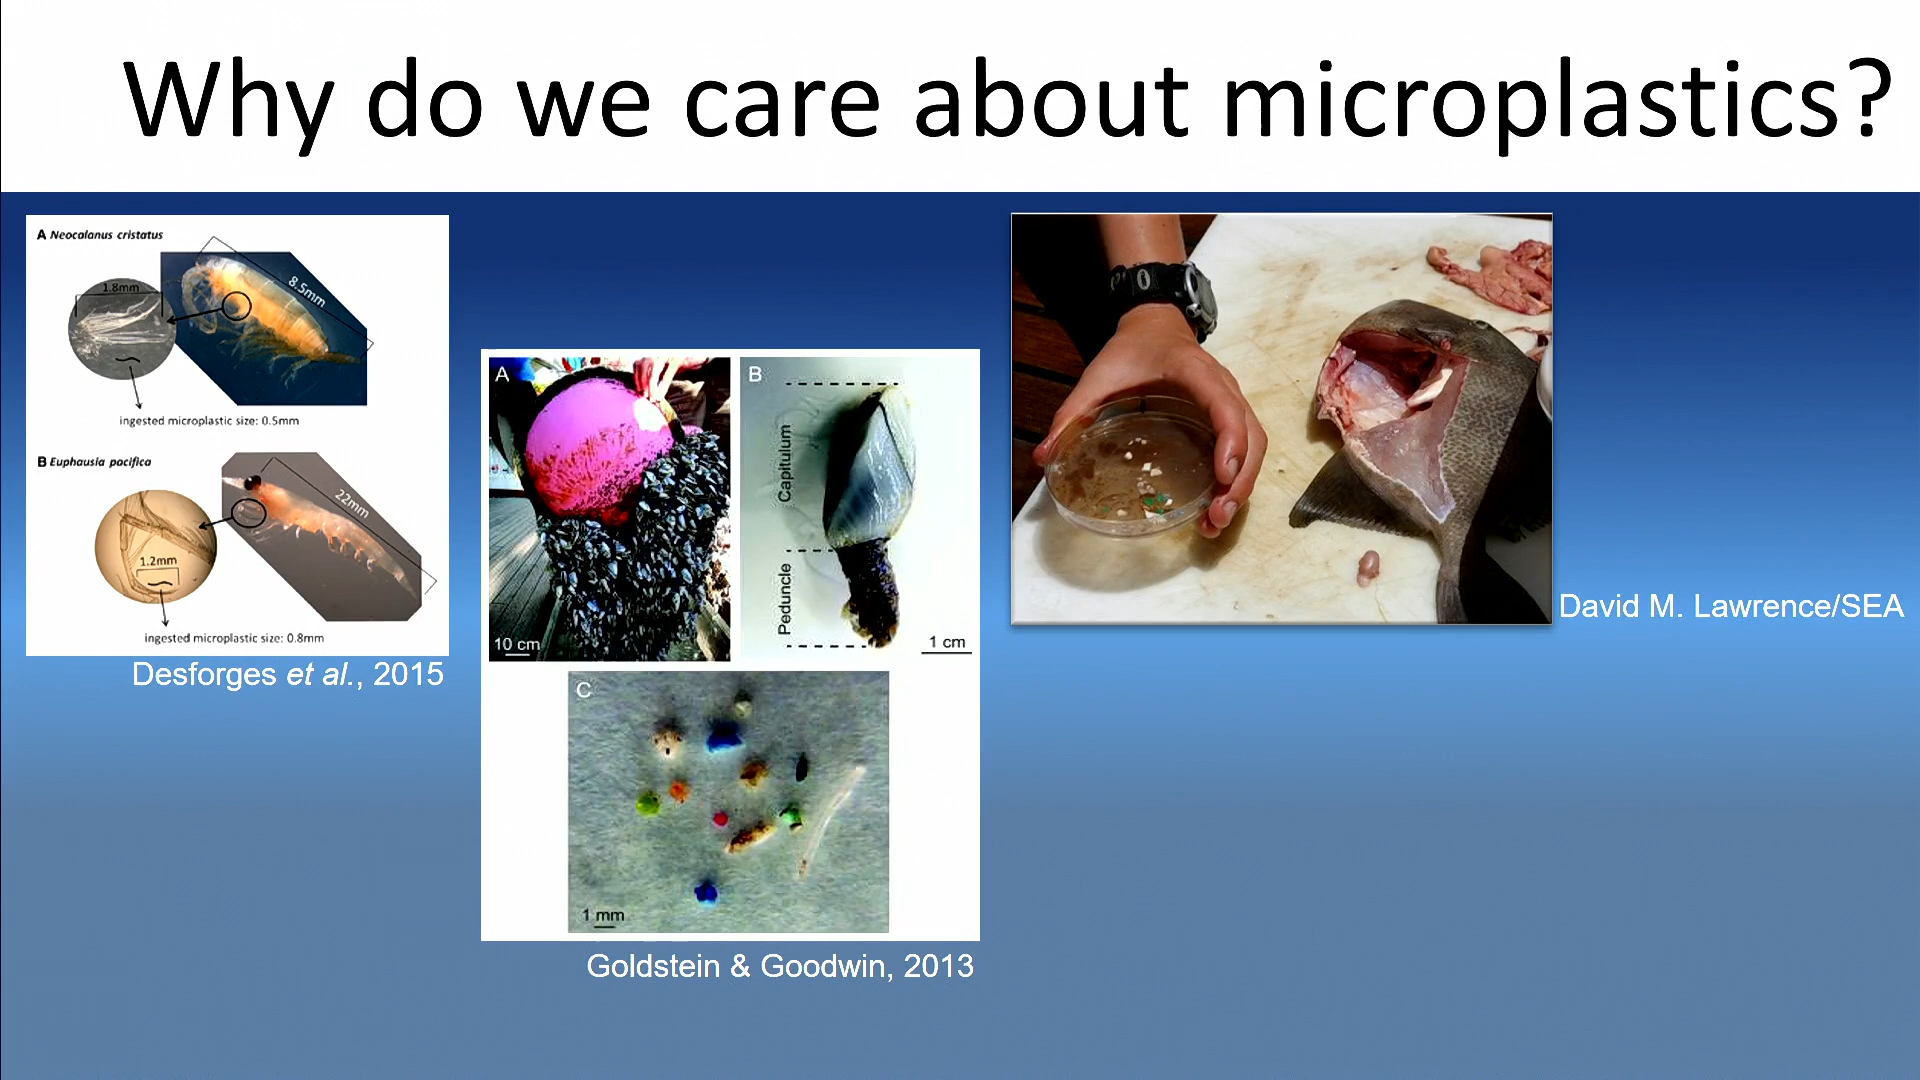 Why do we care about microplastics?
A Neocalanus cristatus
1.8mm
8.5mm
ingested microplastic size: 0.5mm
B Euphausia pacifica
22mm
1.2mm
ingested microplastic size: 0.8mm
Desforges et al., 2015
A
10 cm
B
Capitulum
Peduncle
1 cm
C
1 mm
Goldstein & Goodwin, 2013
David M. Lawrence/SEA